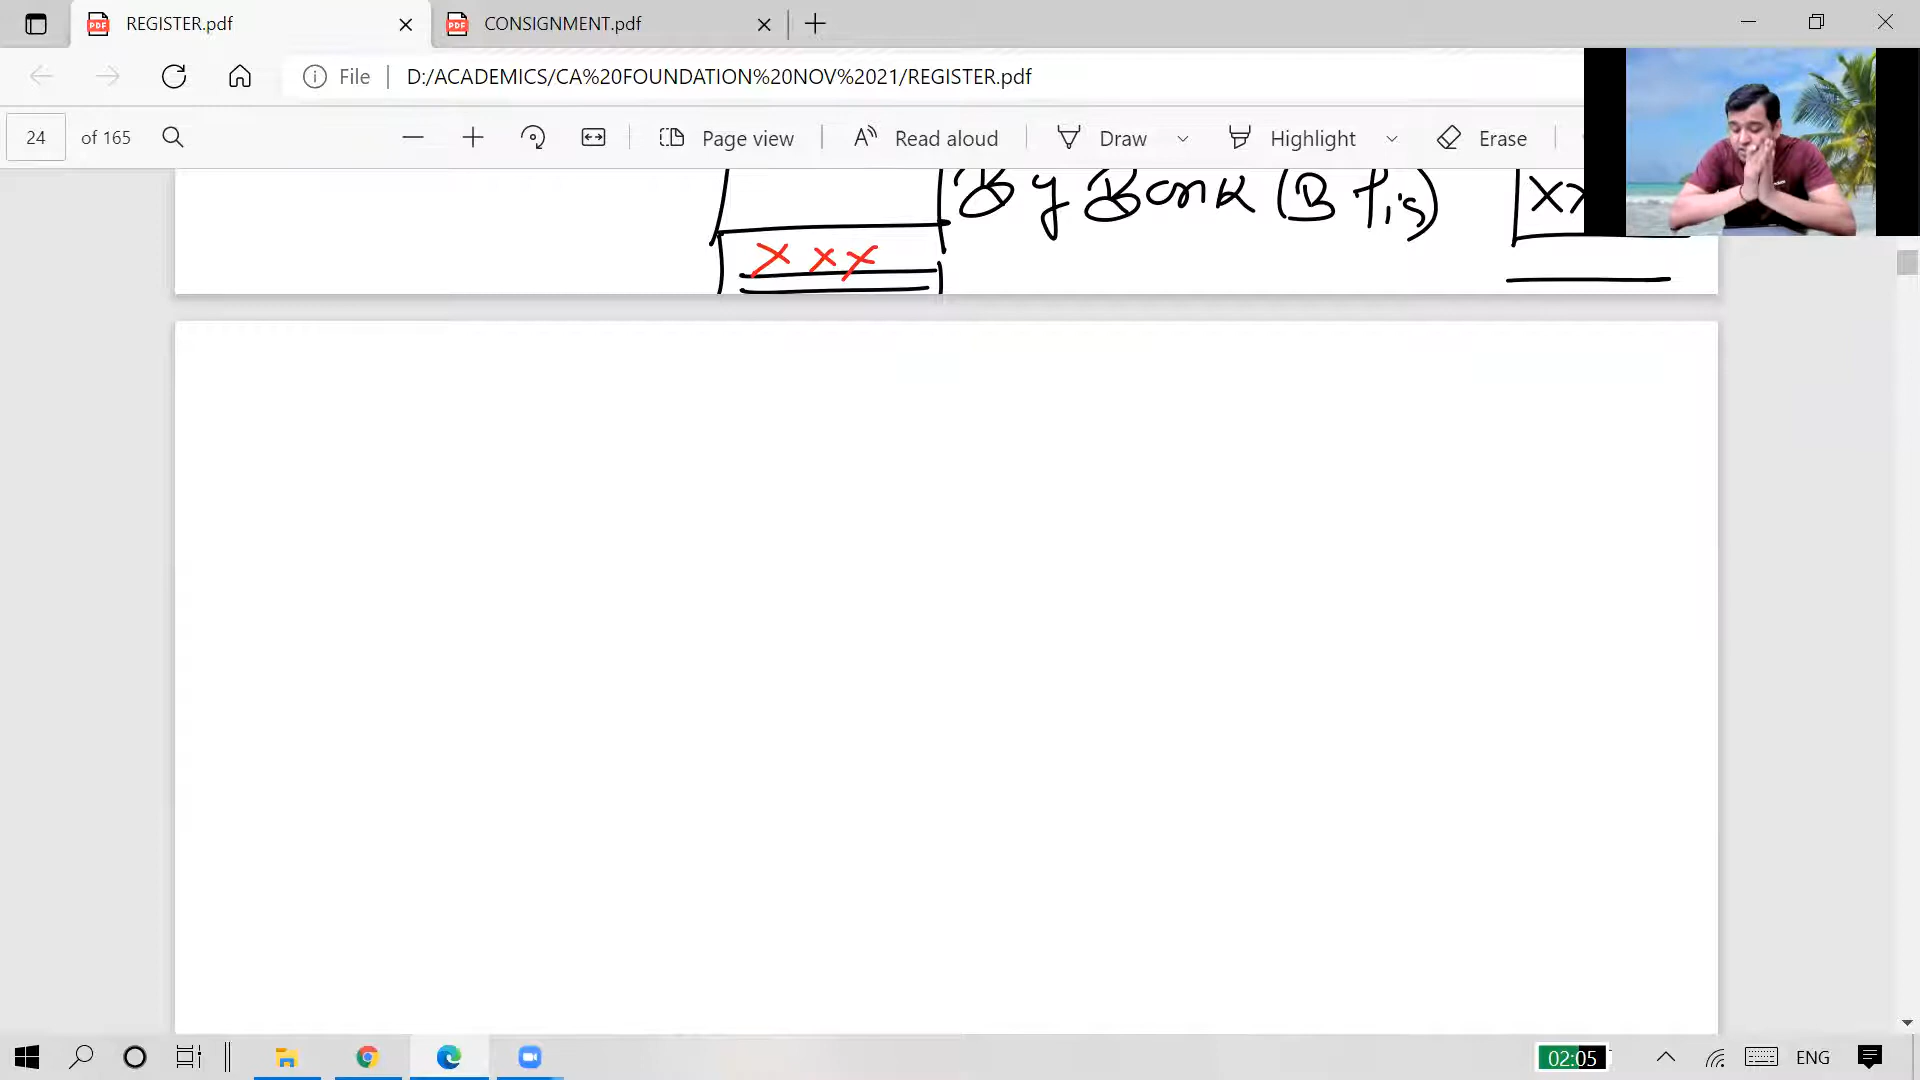 REGISTER.pdf
CONSIGNMENT.pdf
File
D:/ACADEMICS/CA%20FOUNDATION%20NOV%2021/REGISTER.pdf
24 of 165
Page view
Read aloud
Draw
Highlight
Erase
By Bank (B
XXX
02:05
ENG